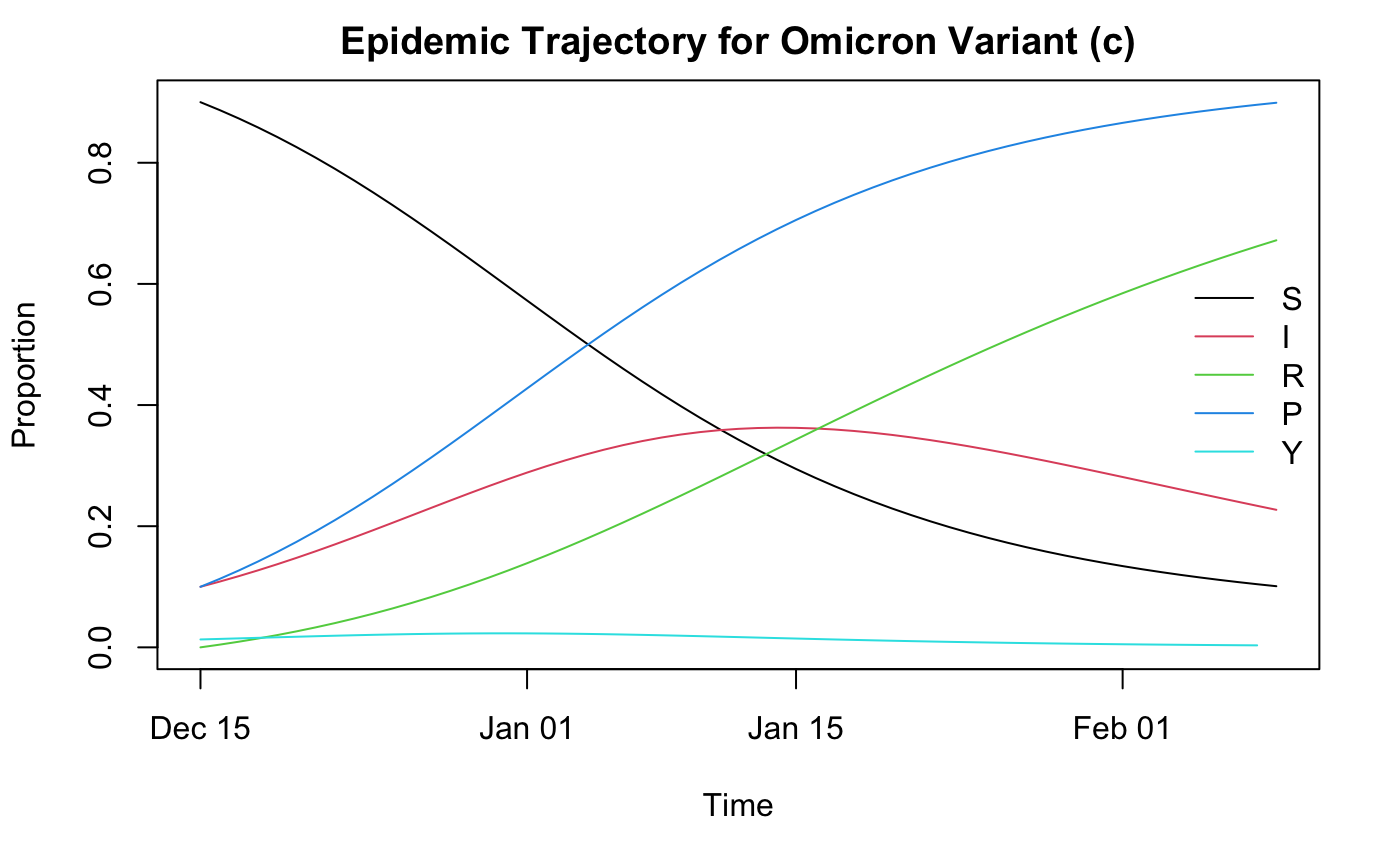 Epidemic Trajectory for Omicron Variant (c)
Proportion
0.8
0.6
0.4
0.2
0.0
S
I
R
P
Y
Dec 15
Jan 01
Jan 15
Feb 01
Time